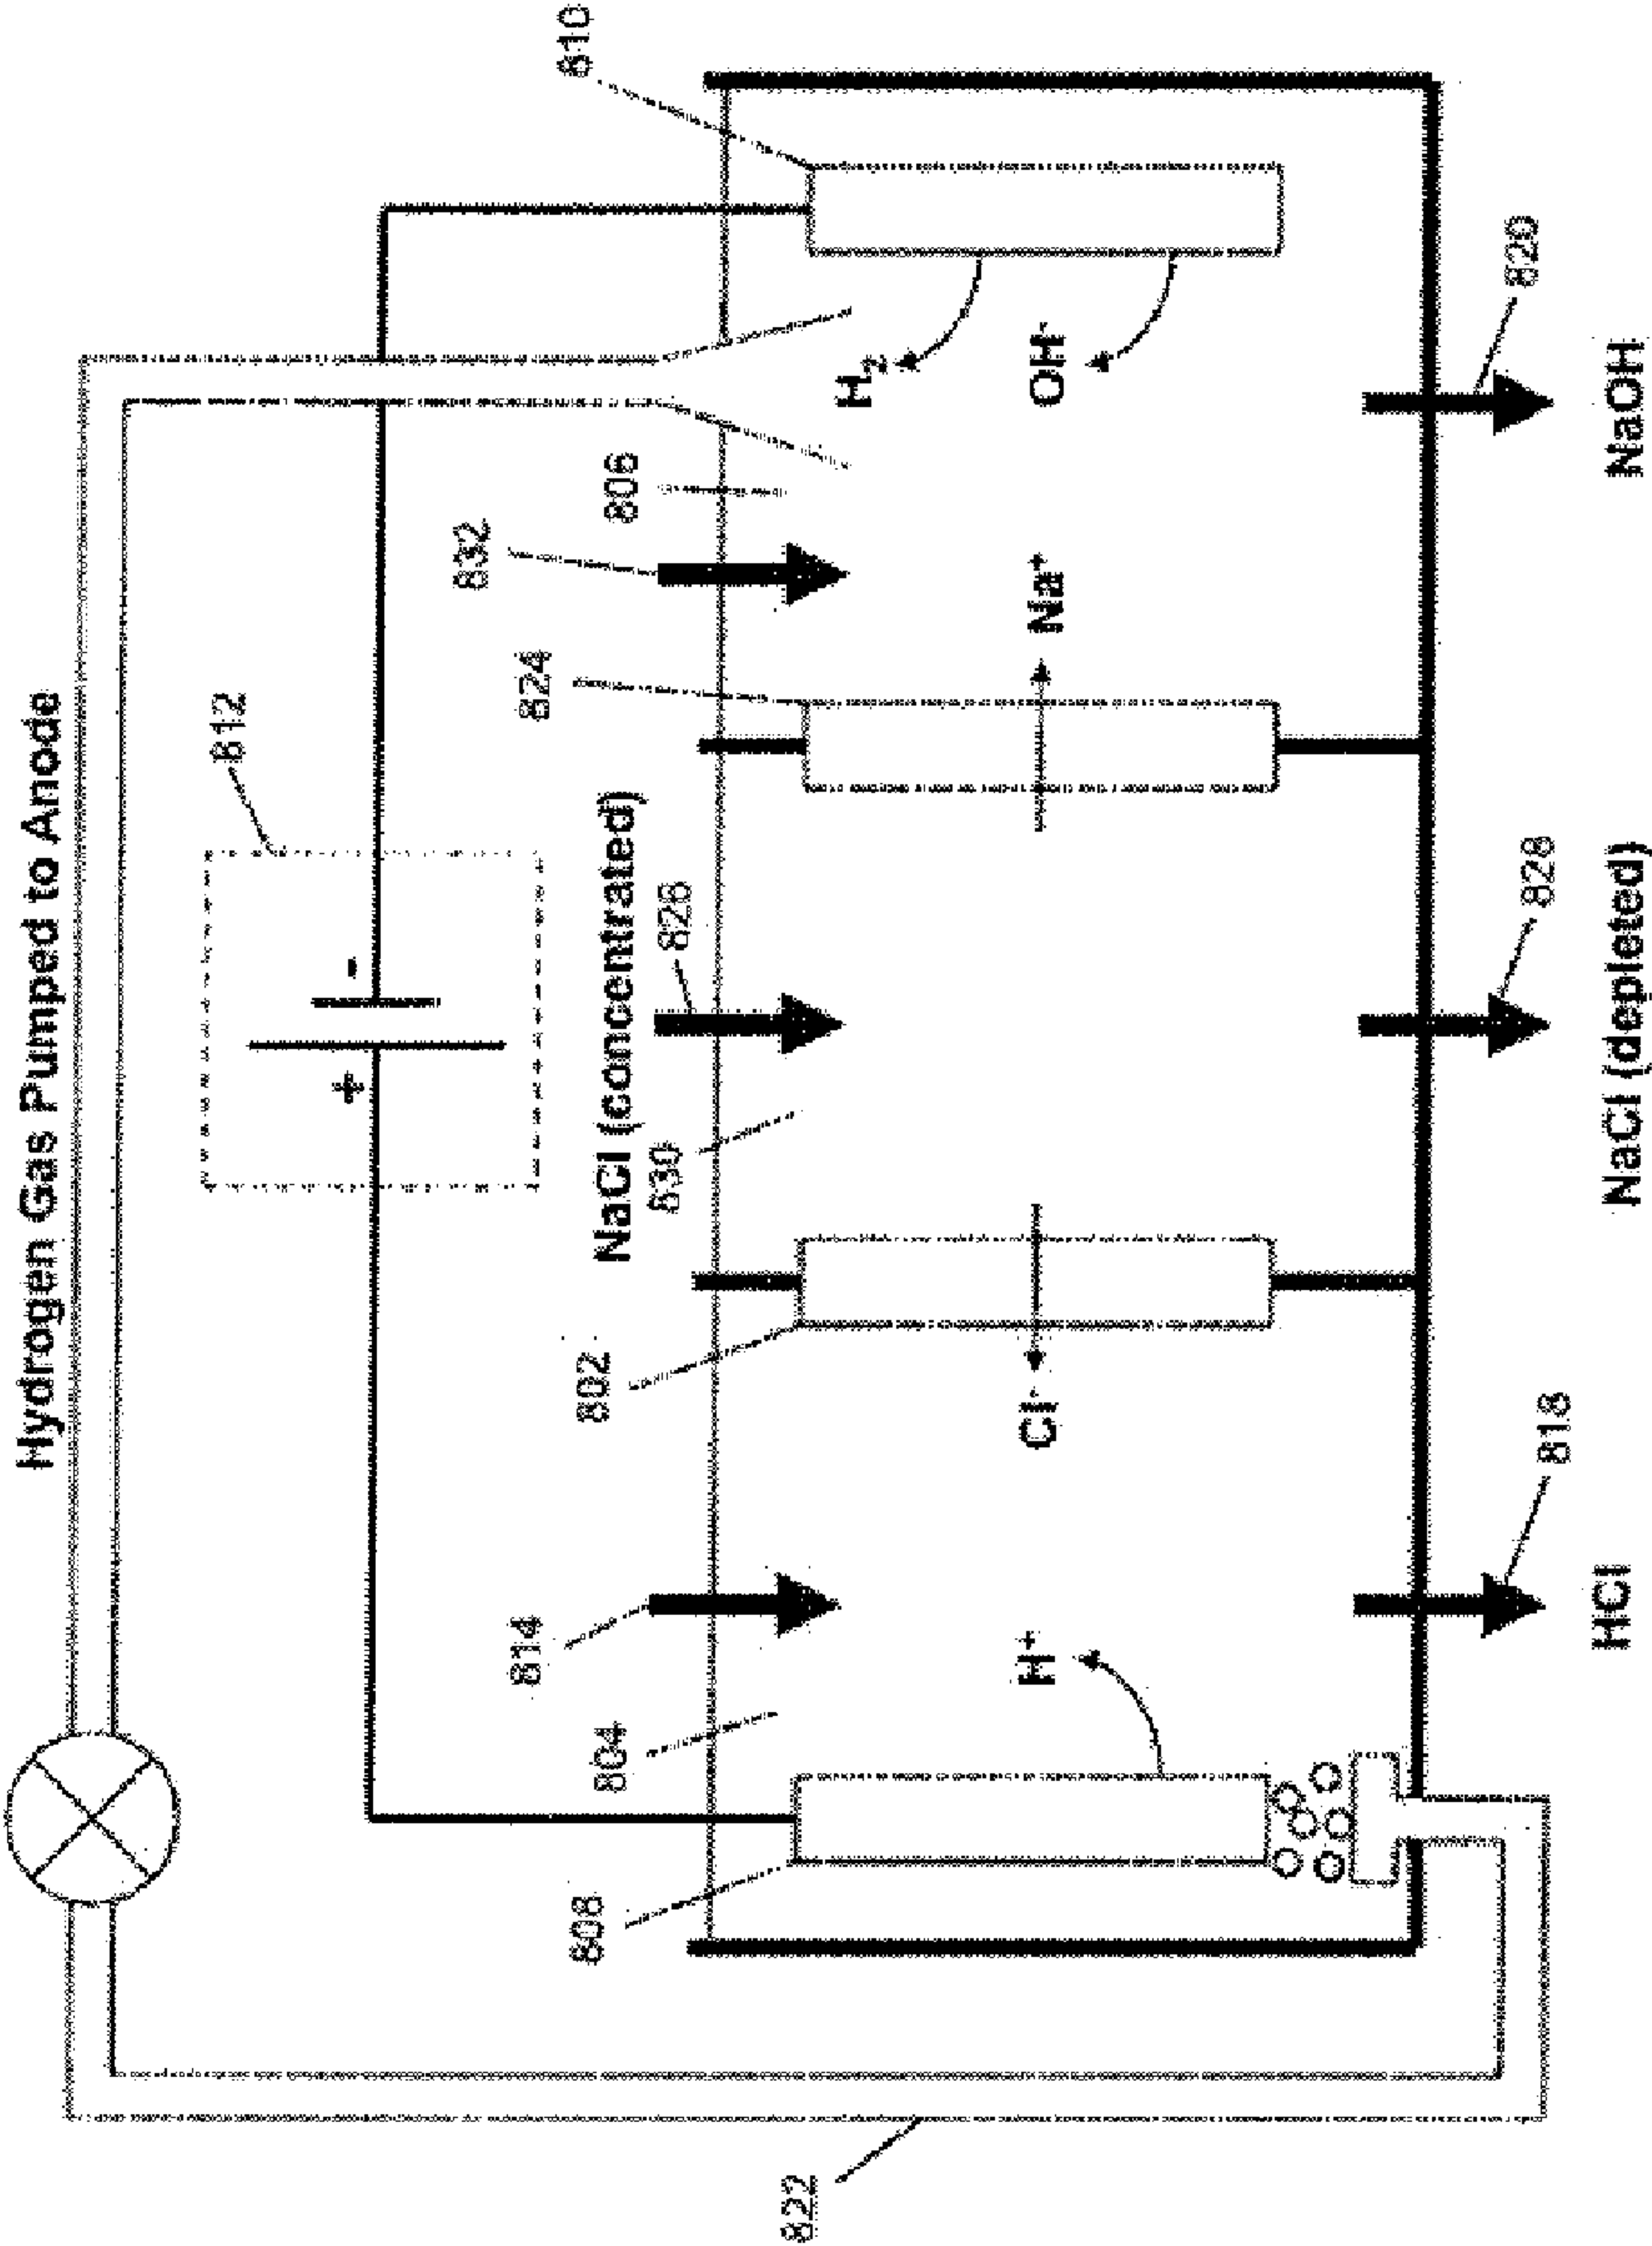 Hydrogen Gas Pumped to Anode
812
+ -
832
814
824
808
802
810
804
NaCl (concentrated)
806
830
826
822
H₂
H⁺
Cl⁻
Na⁺
OH⁻
818
828
820
HCl
NaCl (depleted)
NaOH